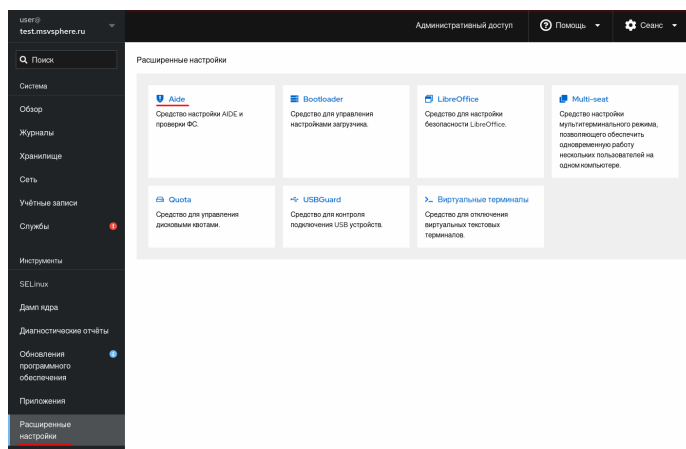 user@
test.msvsphere.ru
Административный доступ
Помощь
Сеанс
Поиск
Система
Обзор
Журналы
Хранилище
Сеть
Учётные записи
Службы
Инструменты
SELinux
Дамп ядра
Диагностические отчёты
Обновления
программного
обеспечения
Приложения
Расширенные
настройки
Расширенные настройки
Aide
Средство настройки AIDE и
проверки ФС.
Bootloader
Средство для управления
настройками загрузчика.
LibreOffice
Средство для настройки
безопасности LibreOffice.
Multi-seat
Средство настройки
мультитерминального режима,
позволяющего обеспечить
одновременную работу
нескольких пользователей на
одном компьютере.
Quota
Средство для управления
дисковыми квотами.
USBGuard
Средство для контроля
подключения USB устройств.
Виртуальные терминалы
Средство для отключения
виртуальных текстовых
терминалов.